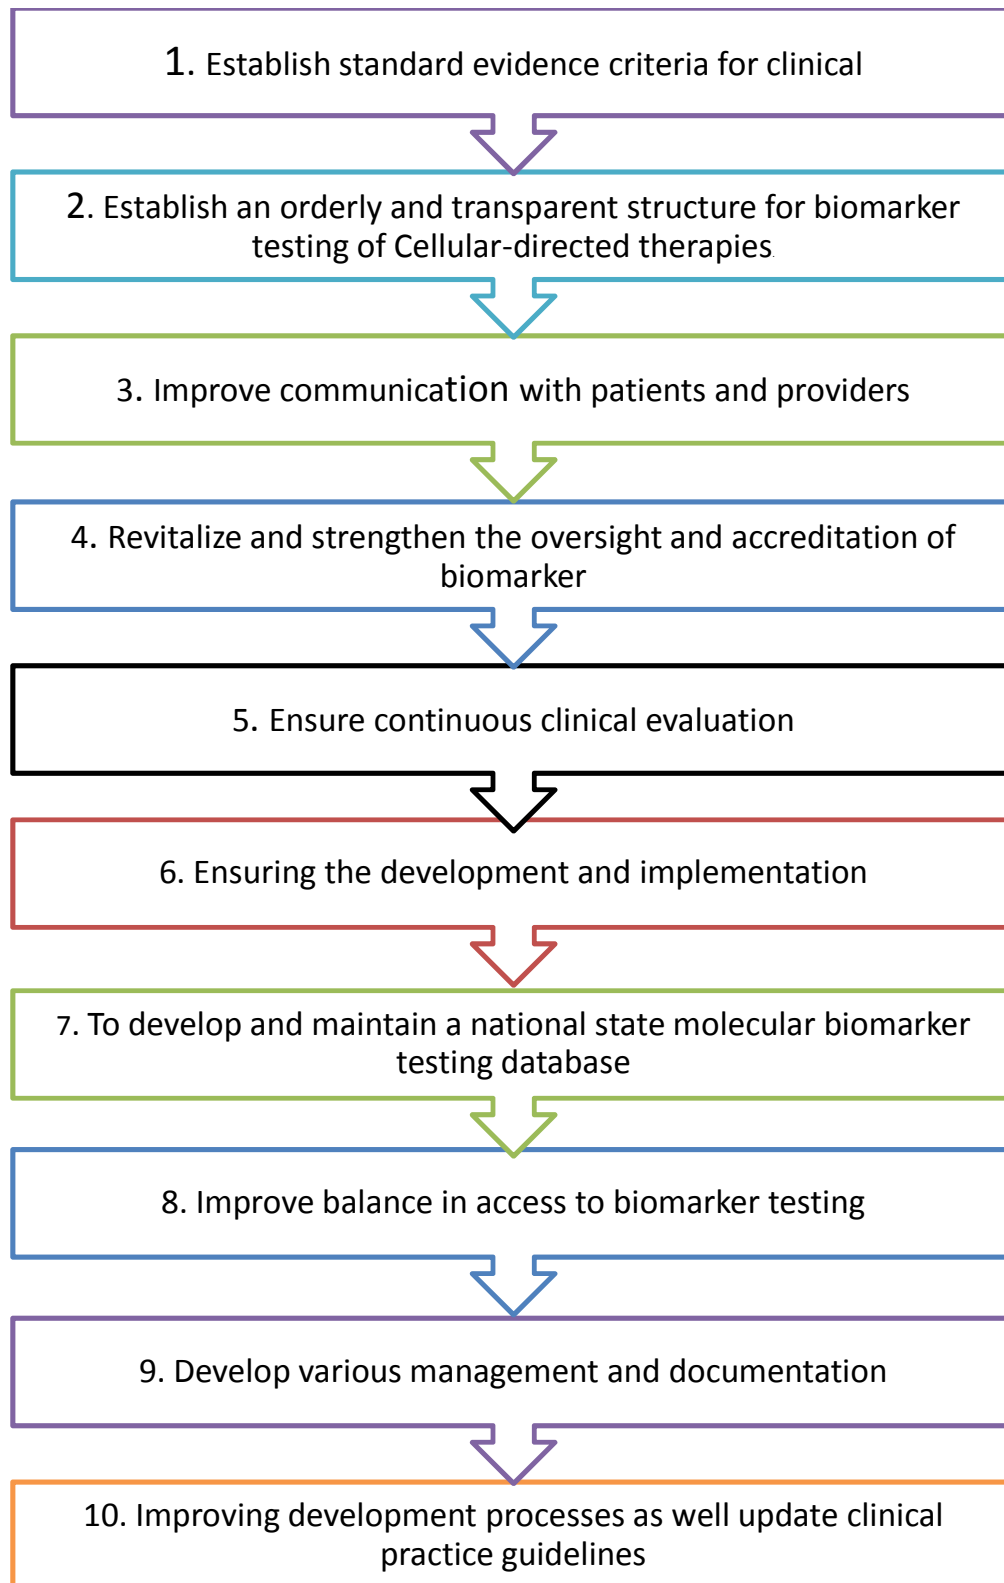 1. Establish standard evidence criteria for clinical
2. Establish an orderly and transparent structure for biomarker
testing of Cellular-directed therapies.
3. Improve communication with patients and providers
4. Revitalize and strengthen the oversight and accreditation of
biomarker
5. Ensure continuous clinical evaluation
6. Ensuring the development and implementation
7. To develop and maintain a national state molecular biomarker
testing database
8. Improve balance in access to biomarker testing
9. Develop various management and documentation
10. Improving development processes as well update clinical
practice guidelines